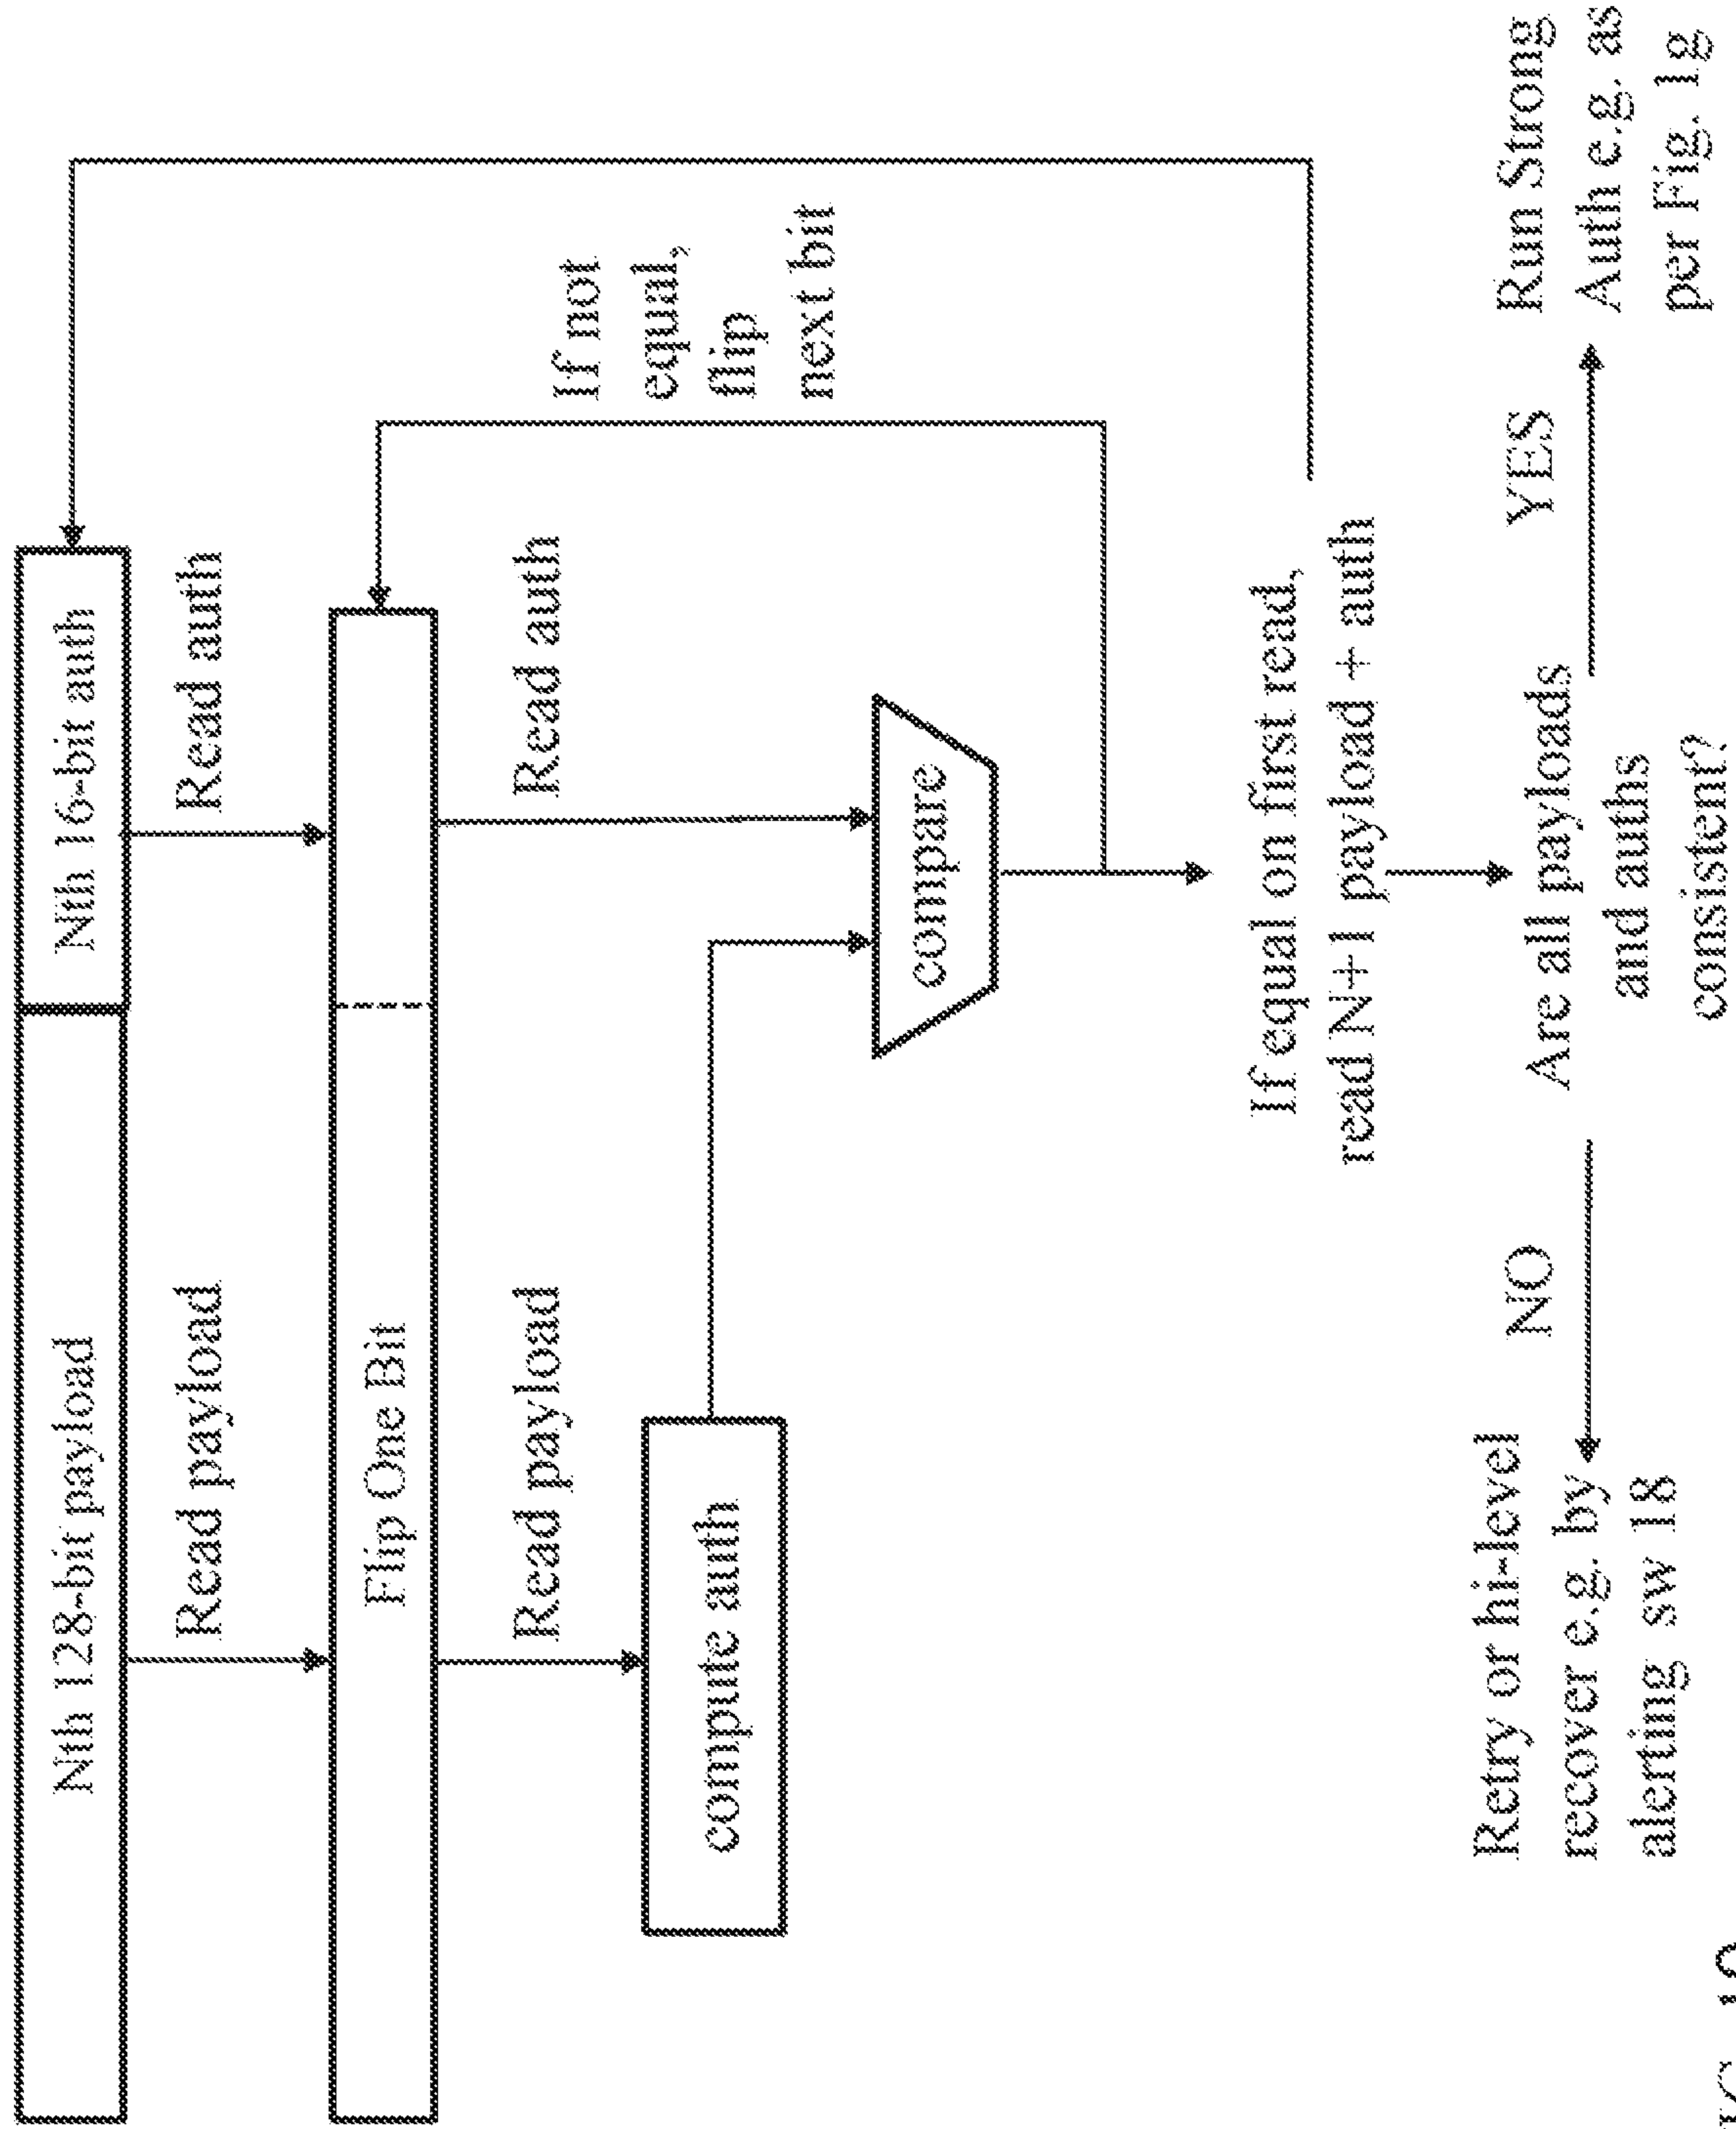 Nth 128-bit payload
Nth 16-bit auth
Read payload
Read auth
Flip One Bit
If not
equal,
flip
next bit
Read payload
Read auth
compute auth
compare
If equal on first read,
read N+1 payload + auth
Retry or hi-level
recover e.g. by
alerting sw 18
NO
Are all payloads
and auths
consistent?
YES
Run Strong
Auth e.g. as
per Fig. 1g